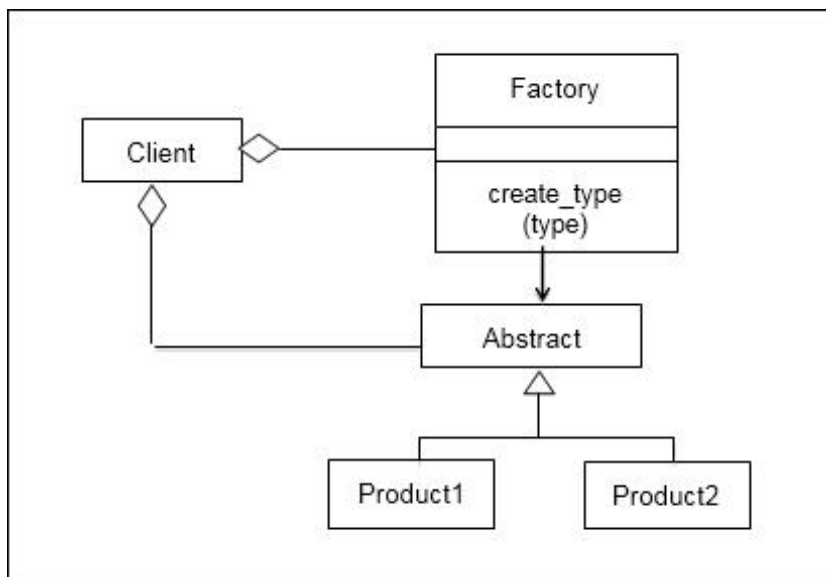 Factory
Client
create_type
(type)
Abstract
Product1
Product2